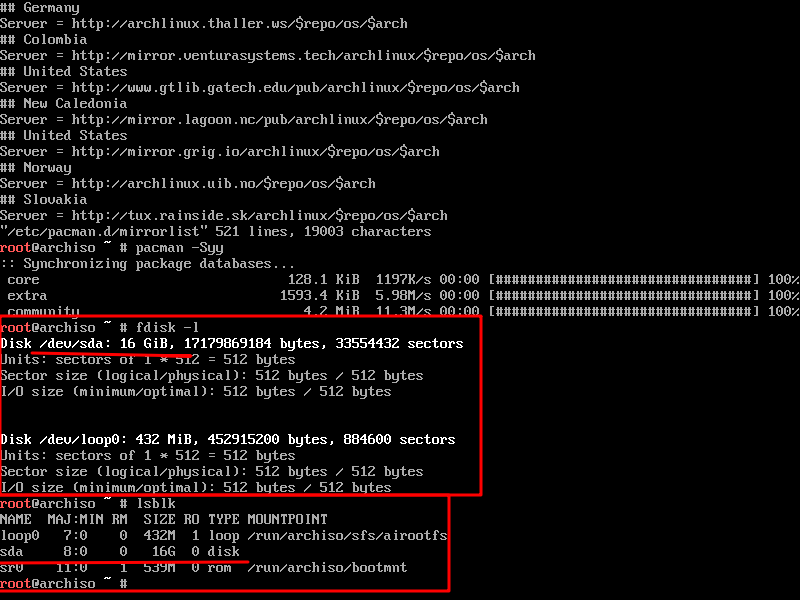 ## Germany
Server = http://archlinux.thaller.ws/$repo/os/$arch
## Colombia
Server = http://mirror.venturasystems.tech/archlinux/$repo/os/$arch
## United States
Server = http://www.gtlib.gatech.edu/pub/archlinux/$repo/os/$arch
## New Caledonia
Server = http://mirror.lagoon.nc/pub/archlinux/$repo/os/$arch
## United States
Server = http://mirror.grig.io/archlinux/$repo/os/$arch
## Norway
Server = http://archlinux.uib.no/$repo/os/$arch
## Slovakia
Server = http://tux.rainside.sk/archlinux/$repo/os/$arch
"/etc/pacman.d/mirrorlist" 521 lines, 19003 characters
root@archiso ~ # pacman -Syy
:: Synchronizing package databases...
 core 128.1 KiB 1197K/s 00:00 [################################] 100%
 extra 1593.4 KiB 5.98M/s 00:00 [################################] 100%
 community 4.2 MiB 11.3M/s 00:00 [################################] 100%
root@archiso ~ # fdisk -l
Disk /dev/sda: 16 GiB, 17179869184 bytes, 33554432 sectors
Units: sectors of 1 * 512 = 512 bytes
Sector size (logical/physical): 512 bytes / 512 bytes
I/O size (minimum/optimal): 512 bytes / 512 bytes
Disk /dev/loop0: 432 MiB, 452915200 bytes, 884600 sectors
Units: sectors of 1 * 512 = 512 bytes
Sector size (logical/physical): 512 bytes / 512 bytes
I/O size (minimum/optimal): 512 bytes / 512 bytes
root@archiso ~ # lsblk
NAME MAJ:MIN RM SIZE RO TYPE MOUNTPOINT
loop0 7:0 0 432M 1 loop /run/archiso/sfs/airootfs
sda 8:0 0 16G 0 disk
sr0 11:0 1 539M 0 rom /run/archiso/bootmnt
root@archiso ~ #